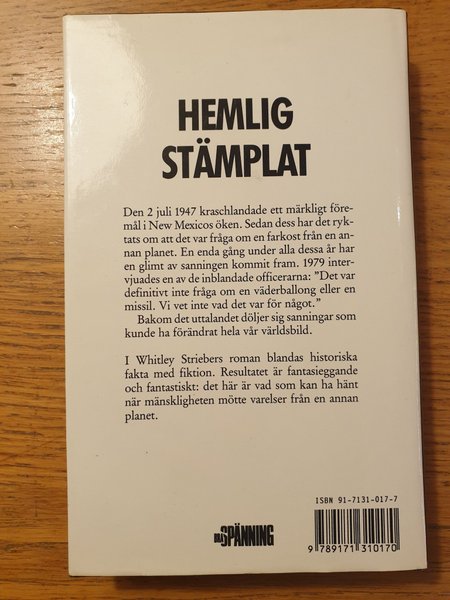 HEMLIG
STÄMPLAT
Den 2 juli 1947 kraschlandade ett märkligt före-
mål i New Mexicos öken. Sedan dess har det ryk-
tats om att det var fråga om en farkost från en an-
nan planet. En enda gång under alla dessa år har
en glimt av sanningen kommit fram. 1979 inter-
vjuades en av de inblandade officerarna: ”Det var
definitivt inte fråga om en väderballong eller en
missil. Vi vet inte vad det var för något.”
Bakom det uttalandet döljer sig sanningar som
kunde ha förändrat hela vår världsbild.
I Whitley Striebers roman blandas historiska
fakta med fiktion. Resultatet är fantasieggande
och fantastiskt: det här är vad som kan ha hänt
när mänskligheten mötte varelser från en annan
planet.
ISBN 91-7131-017-7
BRA SPÄNNING
9 789171 310170